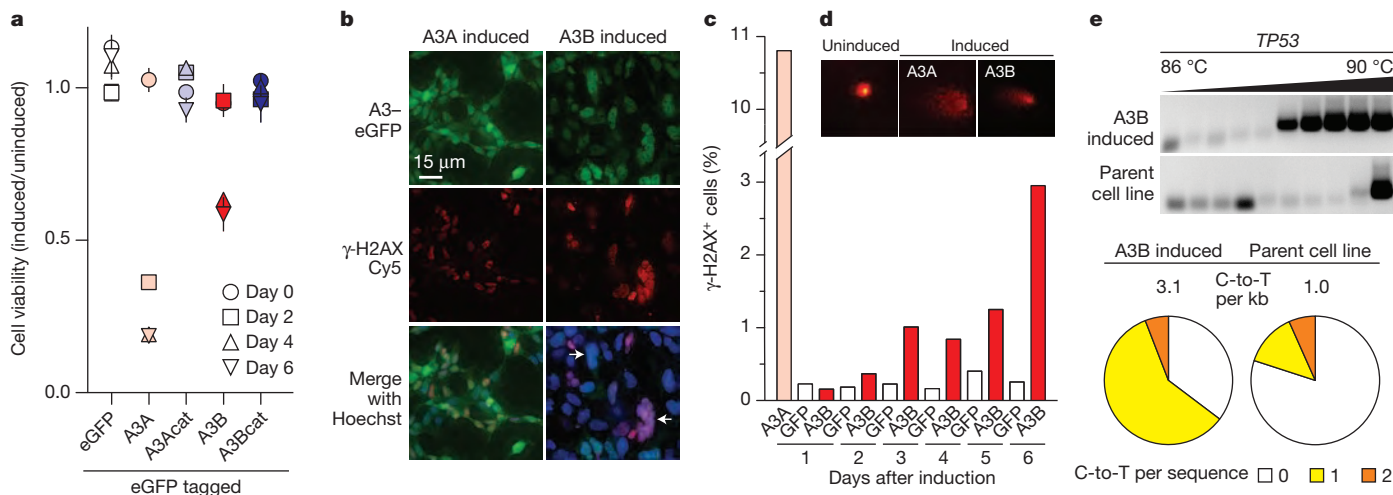 a
Cell viability (induced/uninduced)
1.0
0.5
0.0
Day 0
Day 2
Day 4
Day 6
eGFP
A3A
A3Acat
A3B
A3Bcat
eGFP tagged
b
A3A induced
A3B induced
A3–
eGFP
15 μm
γ-H2AX
Cy5
Merge
with
Hoechst
c
γ-H2AX⁺ cells (%)
11
10
3
2
1
0
A3A
GFP
A3B
GFP
A3B
GFP
A3B
GFP
A3B
GFP
A3B
GFP
A3B
1 2 3 4 5 6
Days after induction
d
Uninduced
Induced
A3A
A3B
e
TP53
86 °C
90 °C
A3B
induced
Parent
cell line
A3B induced
Parent cell line
3.1
C-to-T
per kb
1.0
C-to-T per sequence 0 1 2